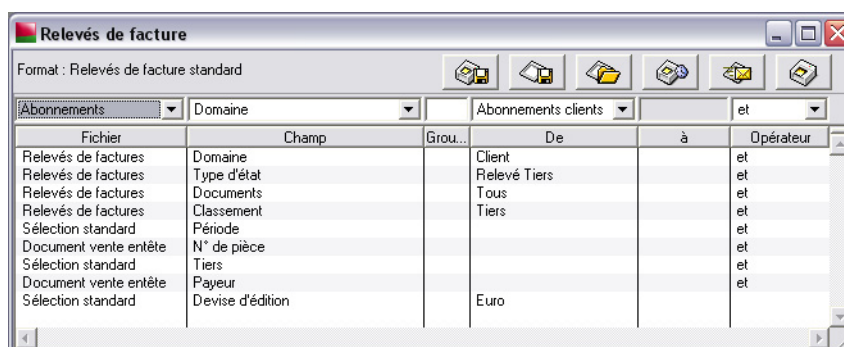 Relevés de facture
Format : Relevés de facture standard
Abonnements Domaine Abonnements clients et
Fichier Champ Grou... De à Opérateur
Relevés de factures Domaine Client et
Relevés de factures Type d'état Relevé Tiers et
Relevés de factures Documents Tous et
Relevés de factures Classement Tiers et
Sélection standard Période et
Document vente entête N° de pièce et
Sélection standard Tiers et
Document vente entête Payeur et
Sélection standard Devise d'édition Euro